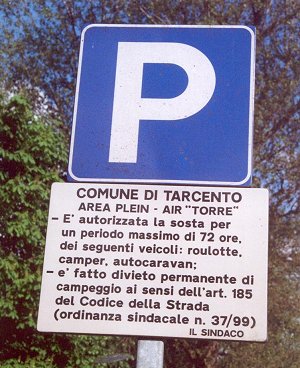 P
COMUNE DI TARCENTO
AREA PLEIN - AIR "TORRE"
- E' autorizzata la sosta per
un periodo massimo di 72 ore,
dei seguenti veicoli: roulotte,
camper, autocaravan;
- e' fatto divieto permanente di
campeggio ai sensi dell'art. 185
del Codice della Strada
(ordinanza sindacale n. 37/99)
IL SINDACO